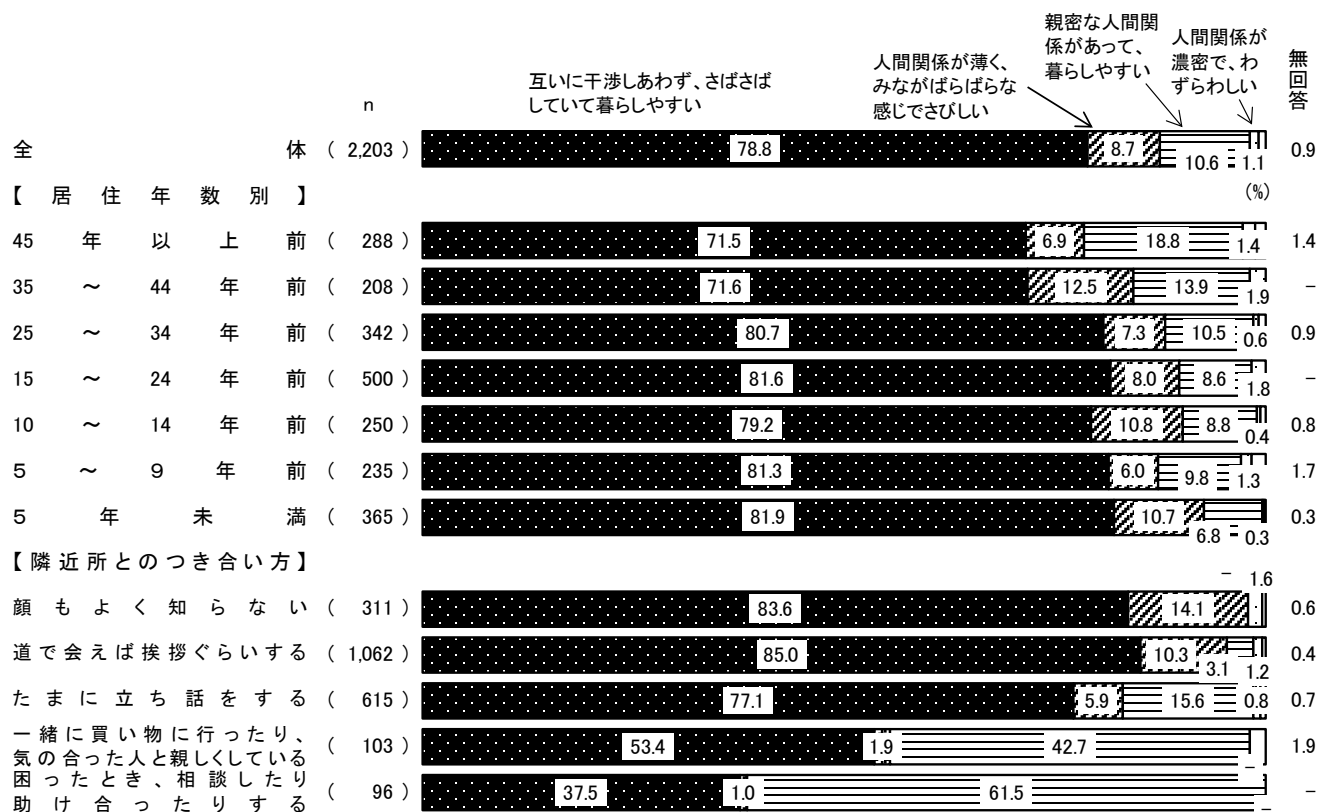 親密な人間関
係があって、
暮らしやすい
人間関係が
濃密で、わ
ずらわしい
無回答
人間関係が薄く、
みながばらばらな
感じでさびしい
互いに干渉しあわず、さばさば
していて暮らしやすい
n
全体 ( 2,203 ) 78.8 8.7 10.6 1.1 0.9
【居住年数別】 (%)
45年以上前 ( 288 ) 71.5 6.9 18.8 1.4 1.4
35～44年前 ( 208 ) 71.6 12.5 13.9 1.9 -
25～34年前 ( 342 ) 80.7 7.3 10.5 0.6 0.9
15～24年前 ( 500 ) 81.6 8.0 8.6 1.8 -
10～14年前 ( 250 ) 79.2 10.8 8.8 0.4 0.8
5～9年前 ( 235 ) 81.3 6.0 9.8 1.3 1.7
5年未満 ( 365 ) 81.9 10.7 6.8 0.3 0.3
【隣近所とのつき合い方】
顔もよく知らない ( 311 ) 83.6 14.1 - 1.6 0.6
道で会えば挨拶ぐらいする ( 1,062 ) 85.0 10.3 3.1 1.2 0.4
たまに立ち話をする ( 615 ) 77.1 5.9 15.6 0.8 0.7
一緒に買い物に行ったり、
気の合った人と親しくしている ( 103 ) 53.4 1.9 42.7 - 1.9
困ったとき、相談したり
助け合ったりする ( 96 ) 37.5 1.0 61.5 - -